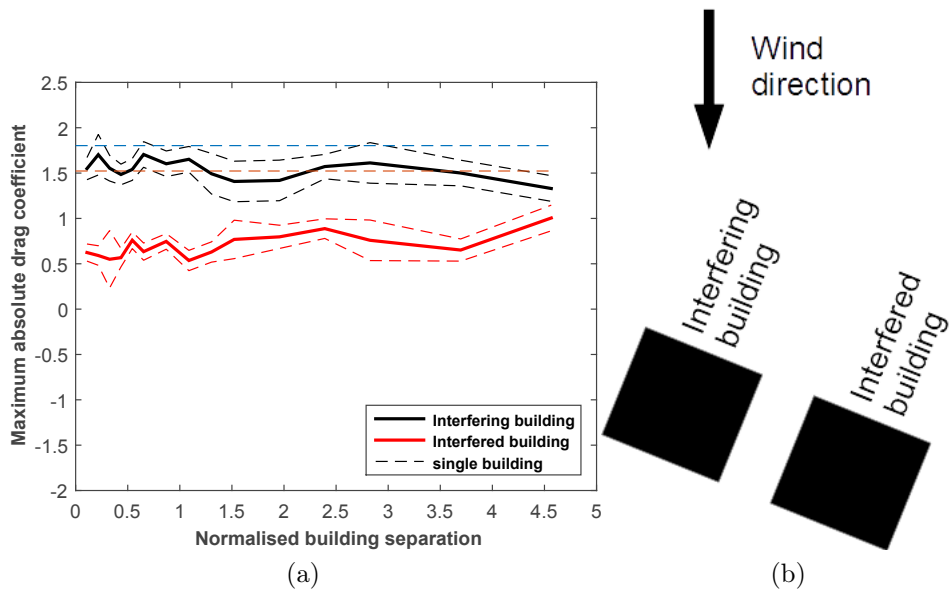 2.5
2
1.5
1
0.5
0
-0.5
-1
-1.5
-2
Maximum absolute drag coefficient
Interfering building
Interfered building
single building
0 0.5 1 1.5 2 2.5 3 3.5 4 4.5 5
Normalised building separation
(a)
Wind
direction
Interfering
building
Interfered
building
(b)